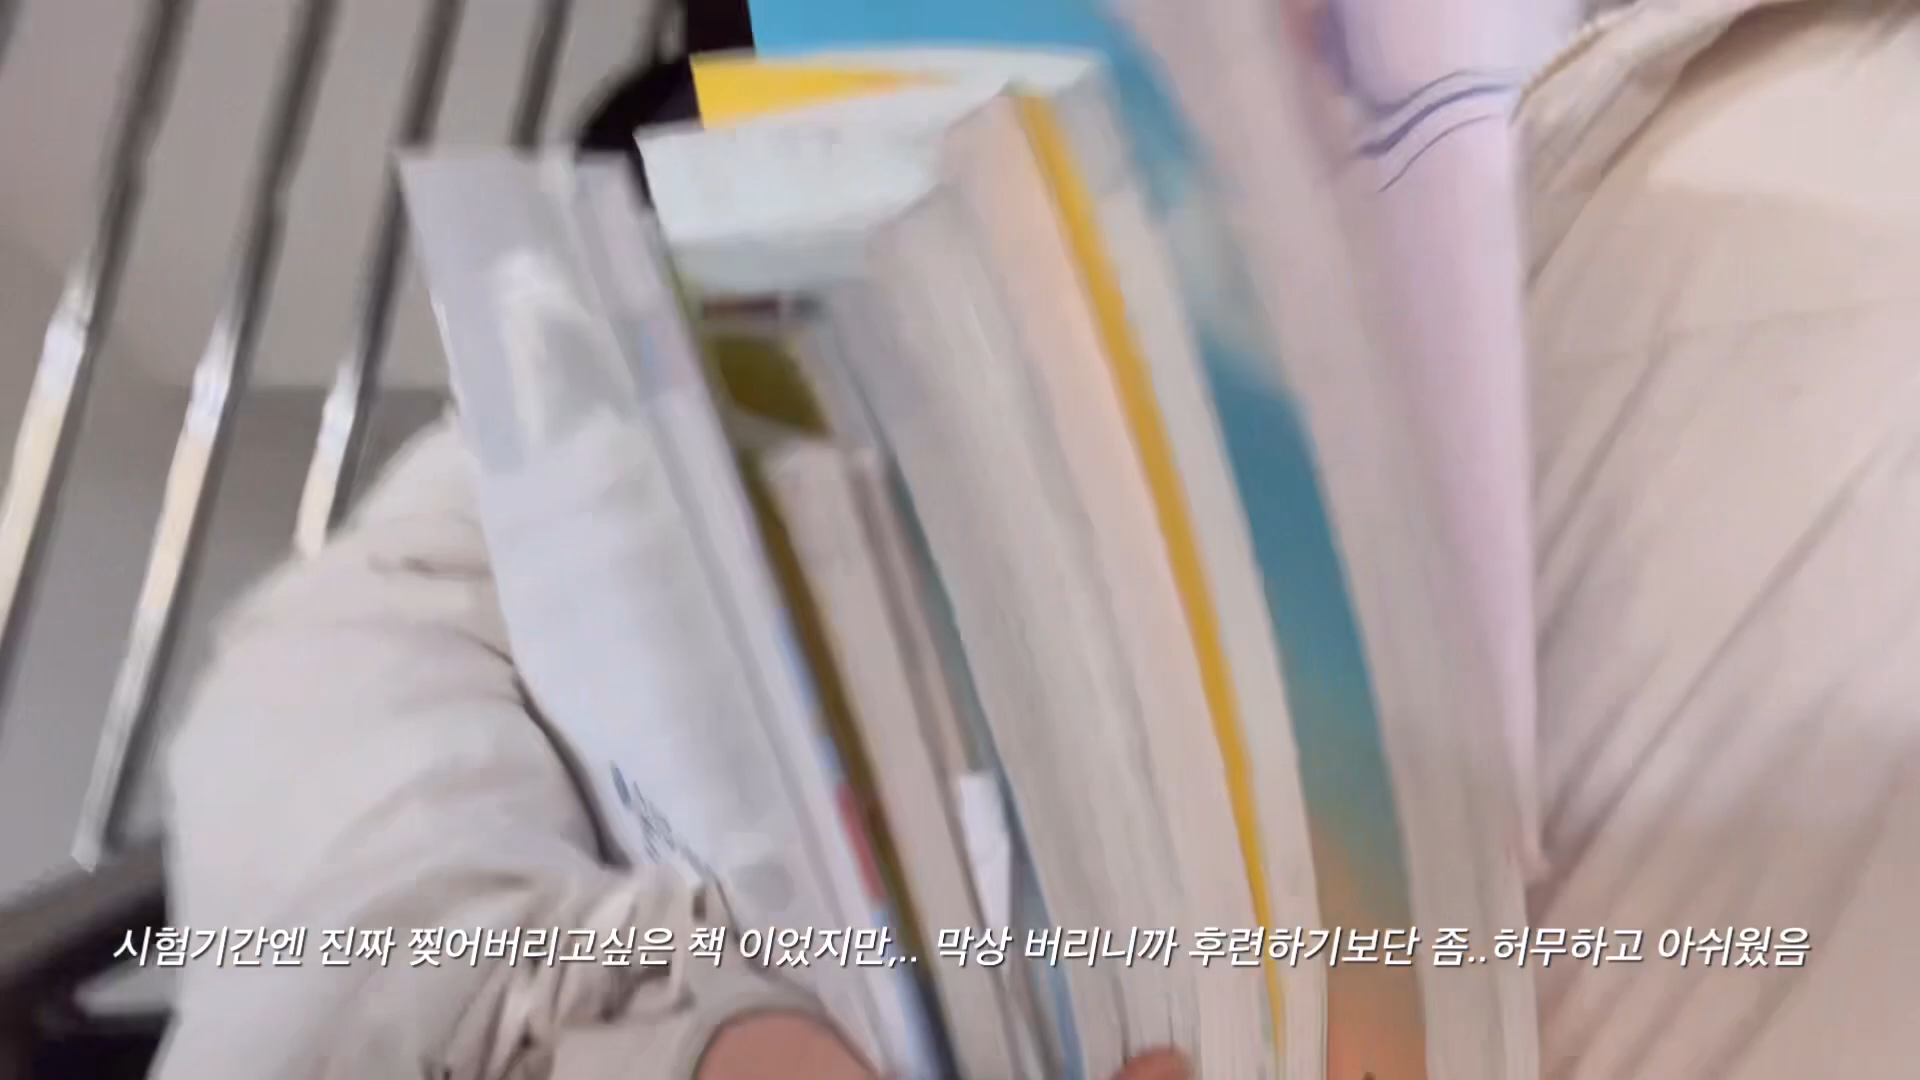 시험기간엔 진짜 찢어버리고싶은 책 이었지만,.. 막상 버리니까 후련하기보단 좀..허무하고 아쉬웠음